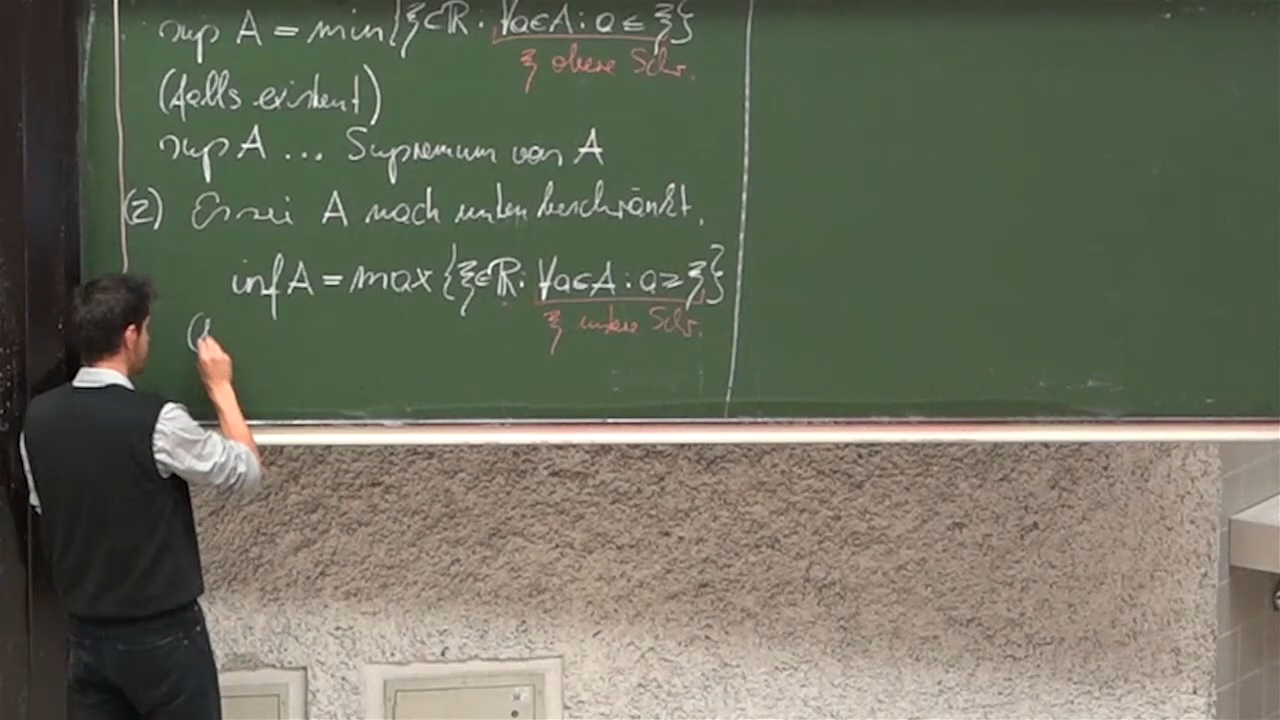 sup A = min{ξ∈ℝ: ∀a∈A: a ≤ ξ}
ξ obere Schr.
(falls existent)
sup A ... Supremum von A
(2) Es sei A nach unten beschränkt.
inf A = max{ξ∈ℝ: ∀a∈A: a ≥ ξ}
ξ untere Schr.
(